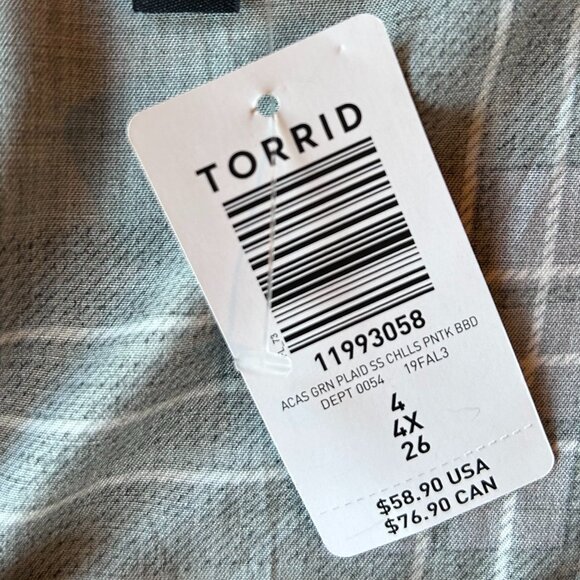 TORRID
11993058
ACAS GRN PLAID SS CHLLS PNTK BBD
DEPT 0054 19FAL3
4
4X
26
$58.90 USA
$76.90 CAN